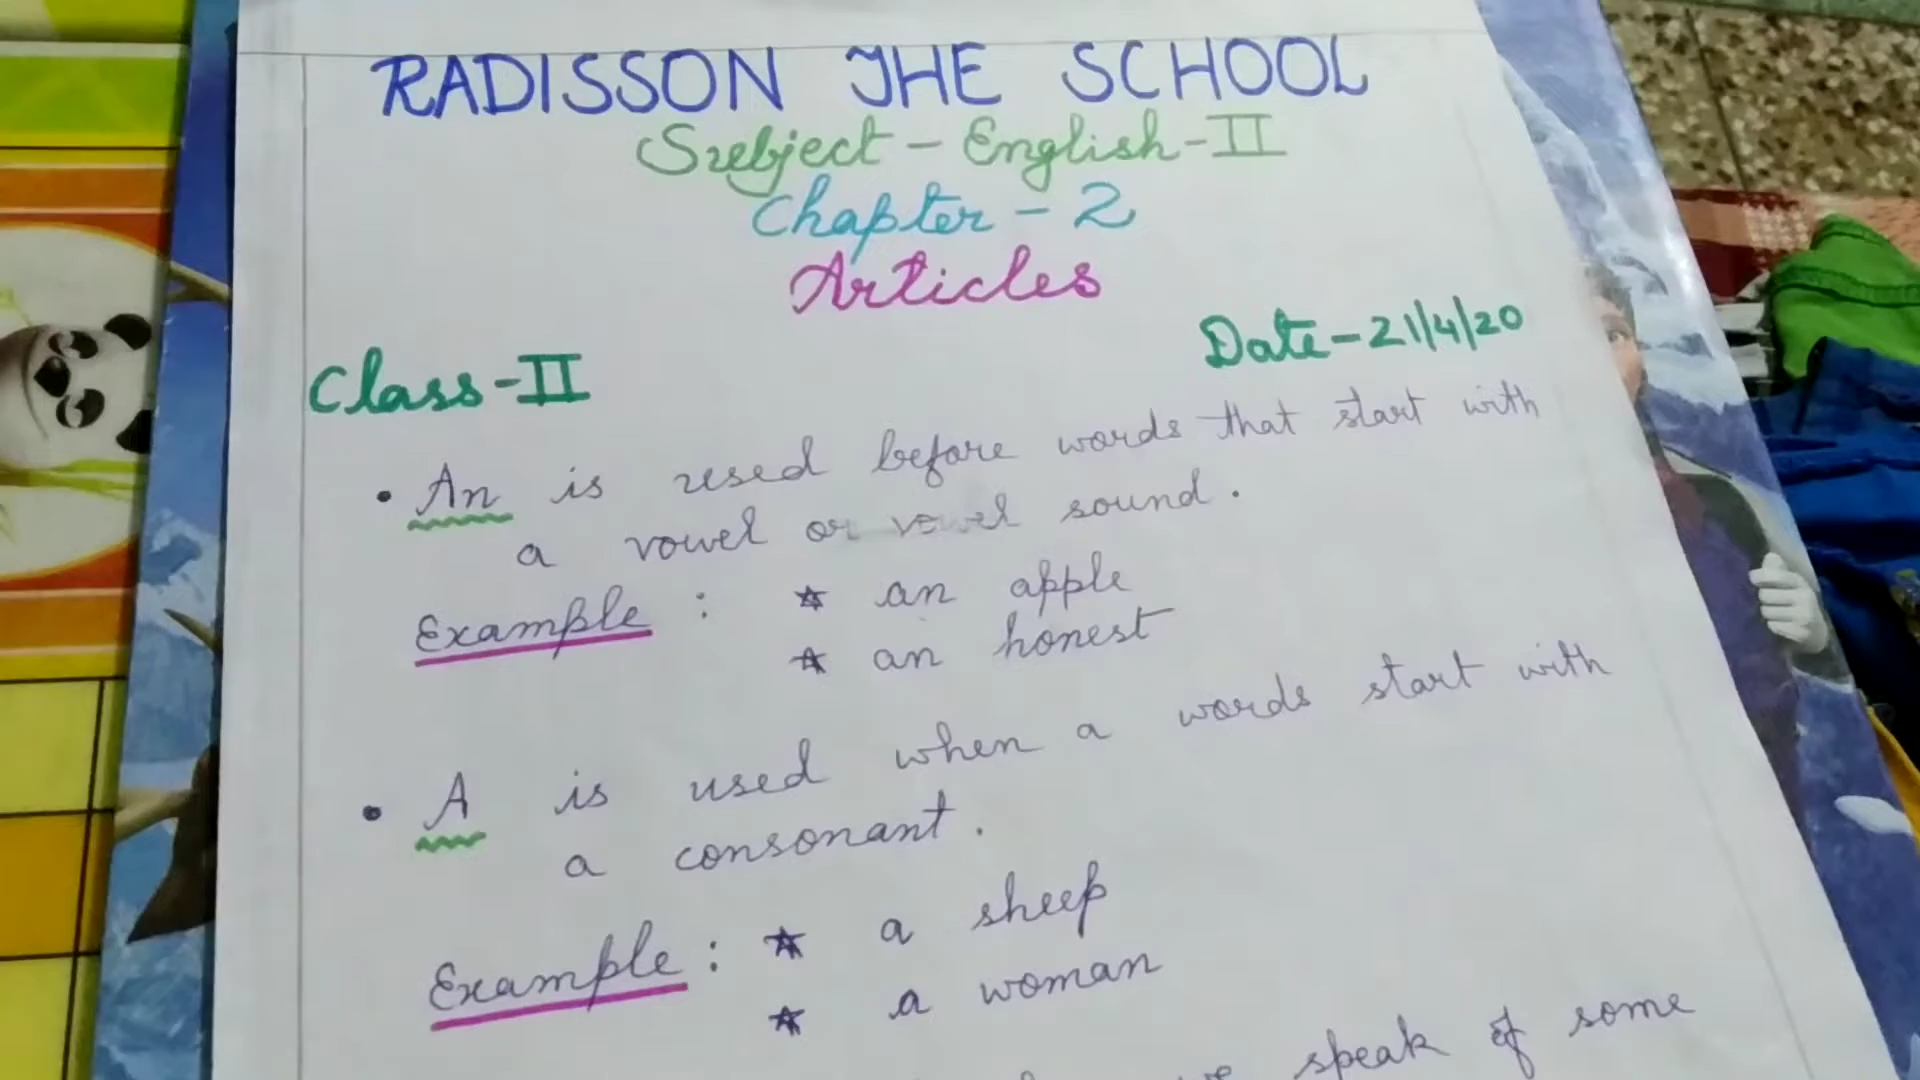 RADISSON THE SCHOOL
Subject - English-II
Chapter - 2
Articles
Class-II
Date-21/4/20
• An is used before words that start with
a vowel or vowel sound.
Example : * an apple
* an honest
• A is used when a words start with
a consonant.
Example : * a sheep
* a woman
speak of some